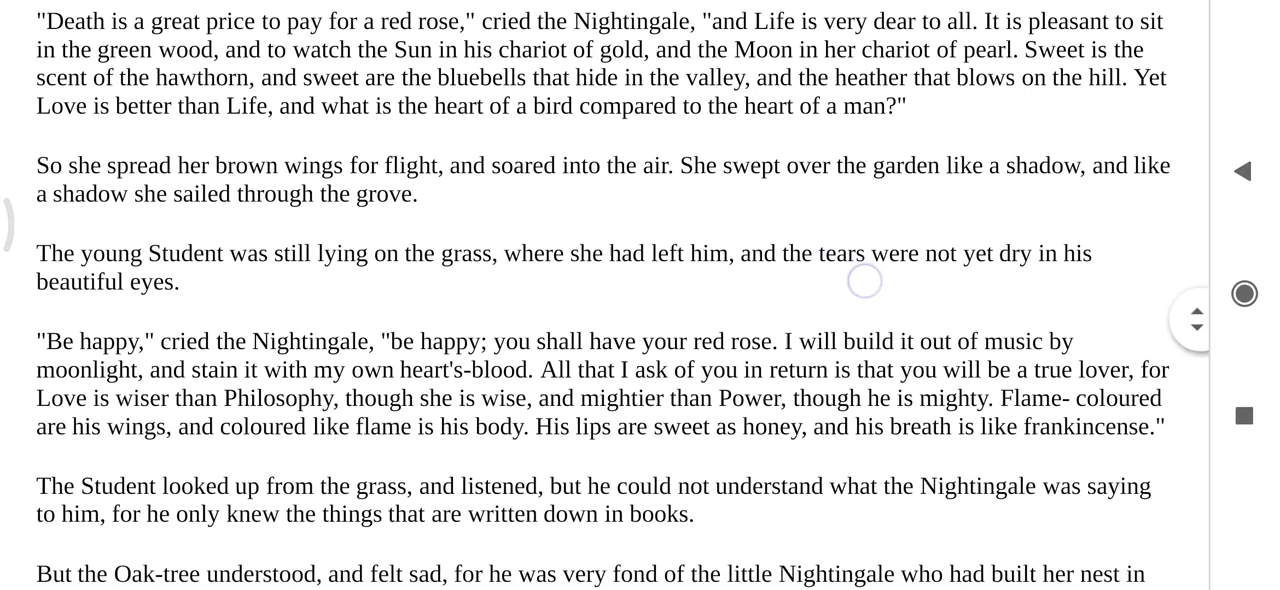 "Death is a great price to pay for a red rose," cried the Nightingale, "and Life is very dear to all. It is pleasant to sit
in the green wood, and to watch the Sun in his chariot of gold, and the Moon in her chariot of pearl. Sweet is the
scent of the hawthorn, and sweet are the bluebells that hide in the valley, and the heather that blows on the hill. Yet
Love is better than Life, and what is the heart of a bird compared to the heart of a man?"
So she spread her brown wings for flight, and soared into the air. She swept over the garden like a shadow, and like
a shadow she sailed through the grove.
The young Student was still lying on the grass, where she had left him, and the tears were not yet dry in his
beautiful eyes.
"Be happy," cried the Nightingale, "be happy; you shall have your red rose. I will build it out of music by
moonlight, and stain it with my own heart's-blood. All that I ask of you in return is that you will be a true lover, for
Love is wiser than Philosophy, though she is wise, and mightier than Power, though he is mighty. Flame- coloured
are his wings, and coloured like flame is his body. His lips are sweet as honey, and his breath is like frankincense."
The Student looked up from the grass, and listened, but he could not understand what the Nightingale was saying
to him, for he only knew the things that are written down in books.
But the Oak-tree understood, and felt sad, for he was very fond of the little Nightingale who had built her nest in